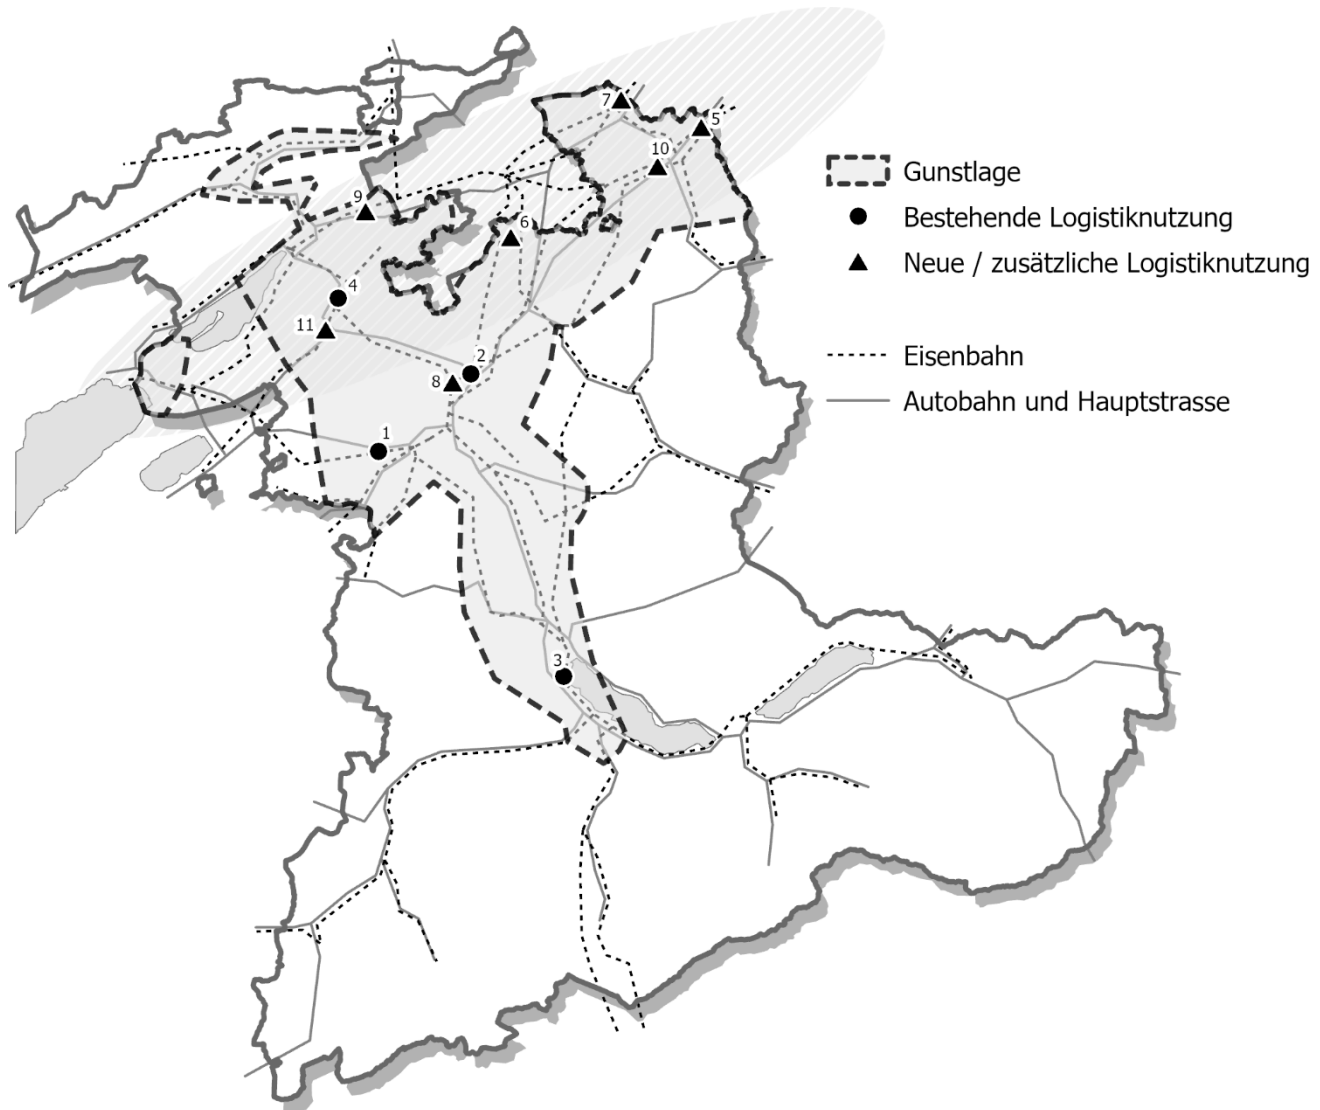 7
5
10
9
6
4
11
2
8
1
3
Gunstlage
Bestehende Logistiknutzung
Neue / zusätzliche Logistiknutzung
Eisenbahn
Autobahn und Hauptstrasse